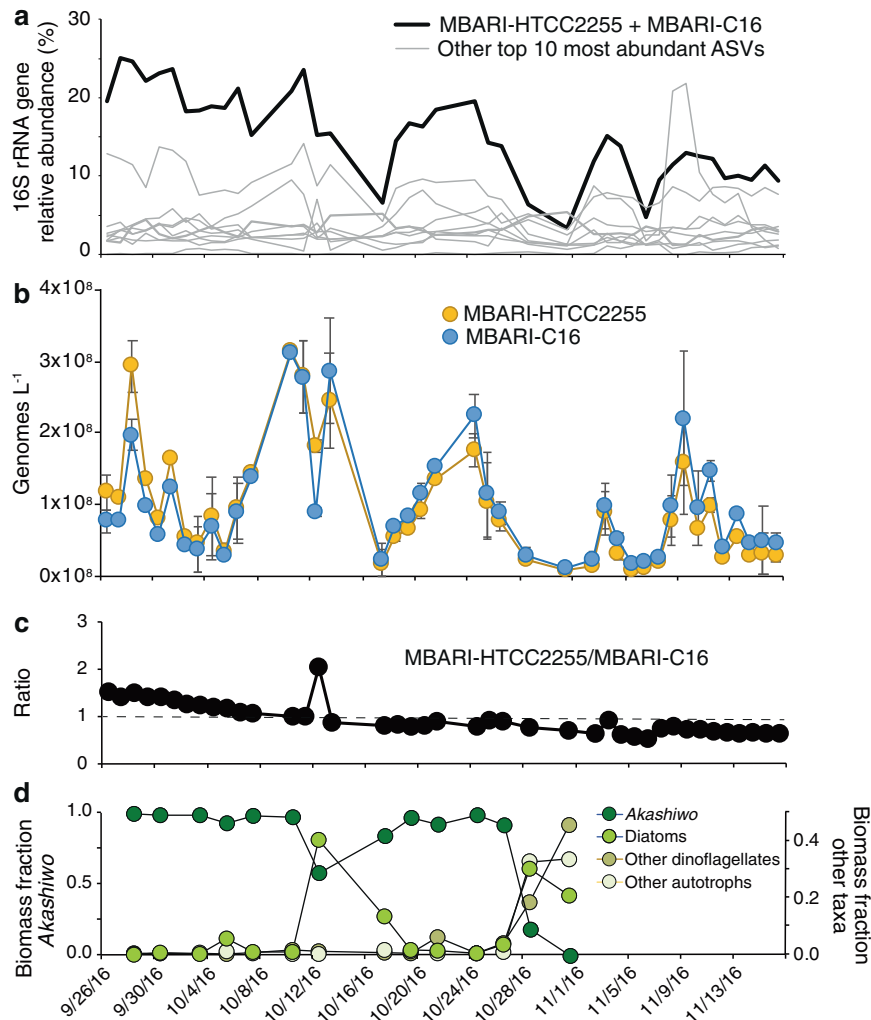 a
MBARI-HTCC2255 + MBARI-C16
Other top 10 most abundant ASVs
16S rRNA gene
relative abundance (%)
30
20
10
0
b
MBARI-HTCC2255
MBARI-C16
Genomes L⁻¹
4x10⁸
3x10⁸
2x10⁸
1x10⁸
0x10⁸
c
MBARI-HTCC2255/MBARI-C16
Ratio
3
2
1
0
d
Akashiwo
Diatoms
Other dinoflagellates
Other autotrophs
Biomass fraction
Akashiwo
1.0
0.5
0.0
Biomass fraction
other taxa
0.4
0.2
0.0
9/26/16
9/30/16
10/4/16
10/8/16
10/12/16
10/16/16
10/20/16
10/24/16
10/28/16
11/1/16
11/5/16
11/9/16
11/13/16